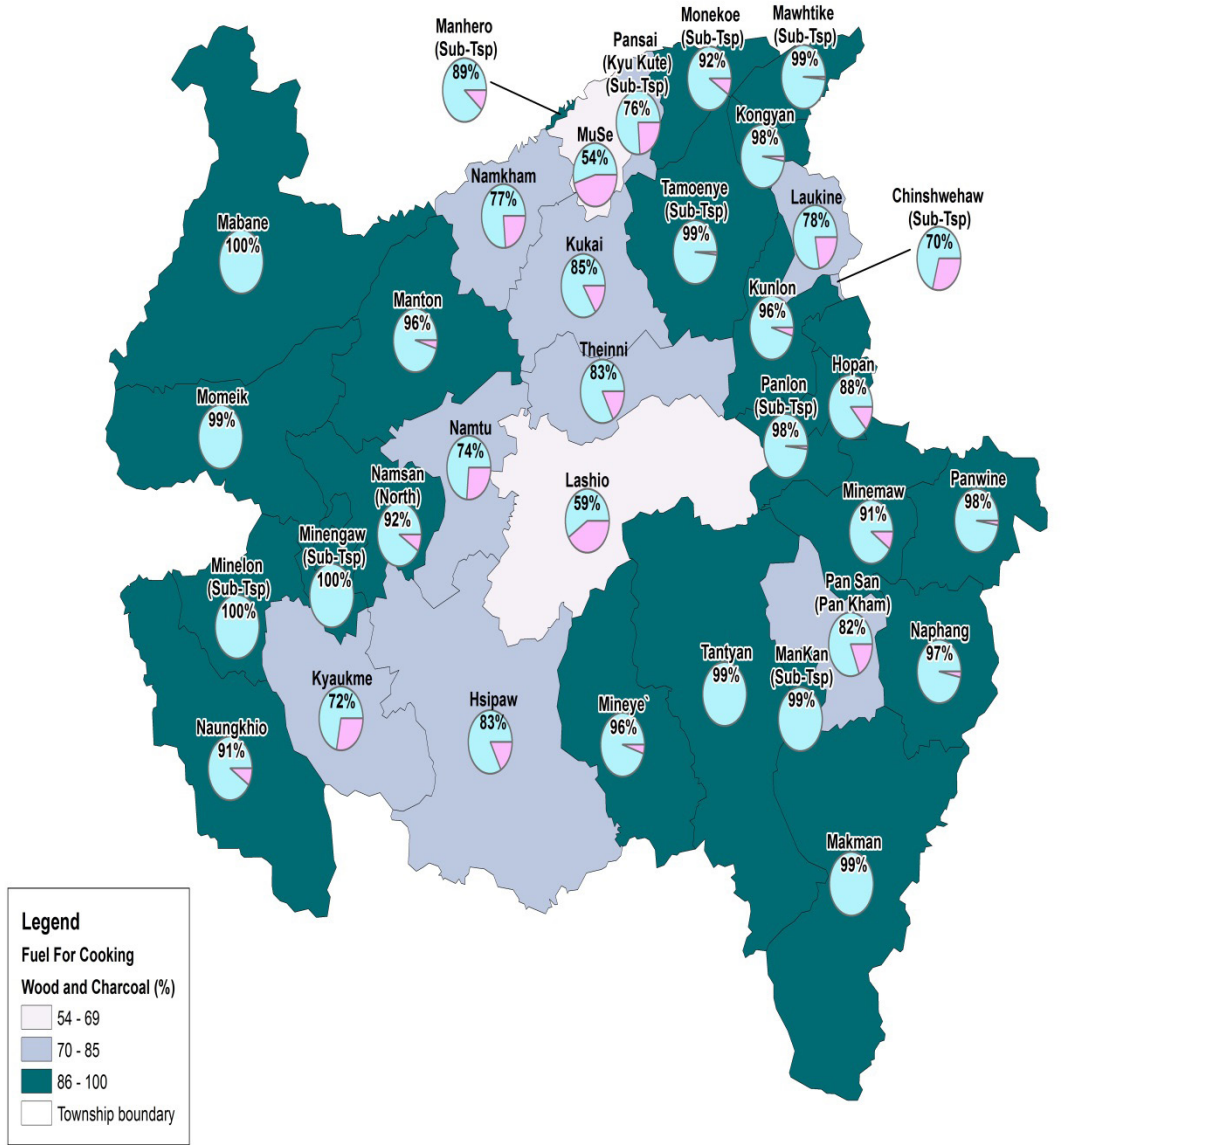 Manhero
(Sub-Tsp)
89%
Pansai
(Kyu Kute)
(Sub-Tsp)
76%
Monekoe
(Sub-Tsp)
92%
Mawhtike
(Sub-Tsp)
99%
Kongyan
98%
MuSe
54%
Namkham
77%
Tamoenye
(Sub-Tsp)
99%
Laukine
78%
Chinshwehaw
(Sub-Tsp)
70%
Mabane
100%
Kukai
85%
Manton
96%
Kunlon
96%
Theinni
83%
Hopan
88%
Panlon
(Sub-Tsp)
98%
Momeik
99%
Namtu
74%
Namsan
(North)
92%
Lashio
59%
Minemaw
91%
Panwine
98%
Minengaw
(Sub-Tsp)
100%
Minelon
(Sub-Tsp)
100%
Pan San
(Pan Kham)
82%
Naphang
97%
Tantyan
99%
ManKan
(Sub-Tsp)
99%
Kyaukme
72%
Hsipaw
83%
Mineye`
96%
Naungkhio
91%
Makman
99%
Legend
Fuel For Cooking
Wood and Charcoal (%)
54 - 69
70 - 85
86 - 100
Township boundary